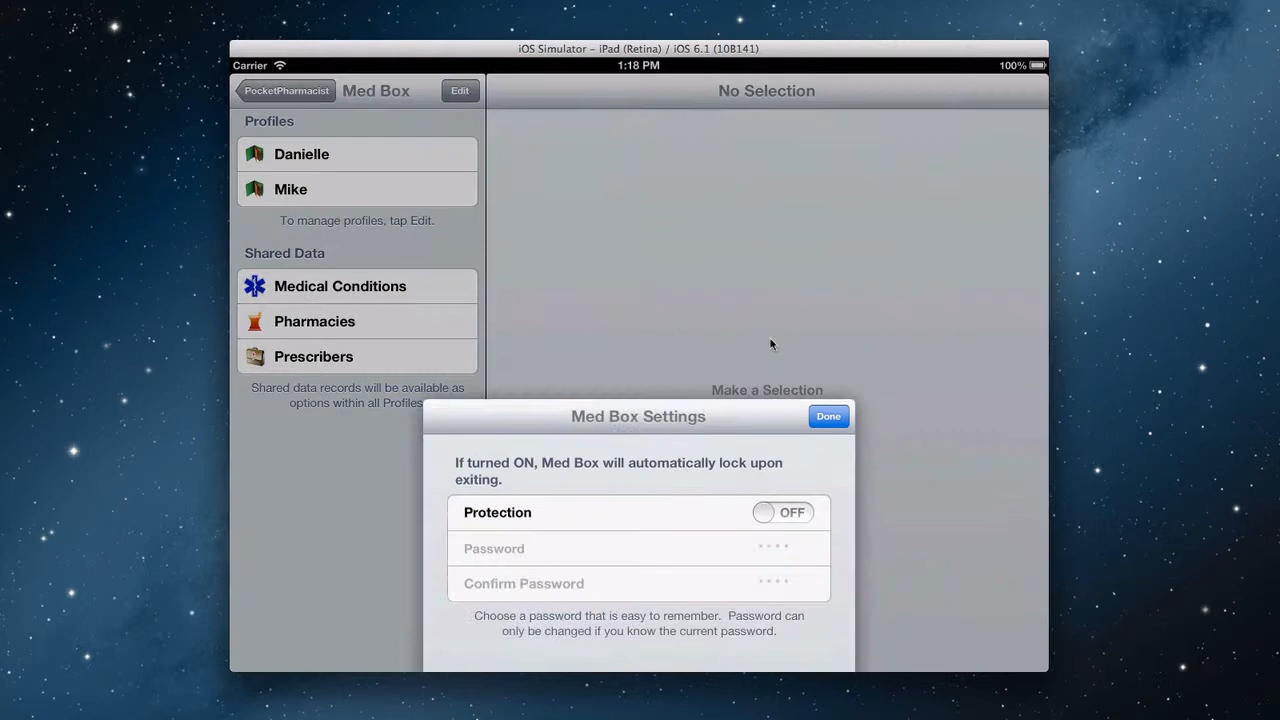 iOS Simulator – iPad (Retina) / iOS 6.1 (10B141)
Carrier 1:18 PM 100%
PocketPharmacist Med Box Edit No Selection
Profiles
Danielle
Mike
To manage profiles, tap Edit.
Shared Data
Medical Conditions
Pharmacies
Prescribers
Shared data records will be available as
options within all Profiles
Make a Selection
Med Box Settings Done
If turned ON, Med Box will automatically lock upon
exiting.
Protection OFF
Password
Confirm Password
Choose a password that is easy to remember. Password can
only be changed if you know the current password.